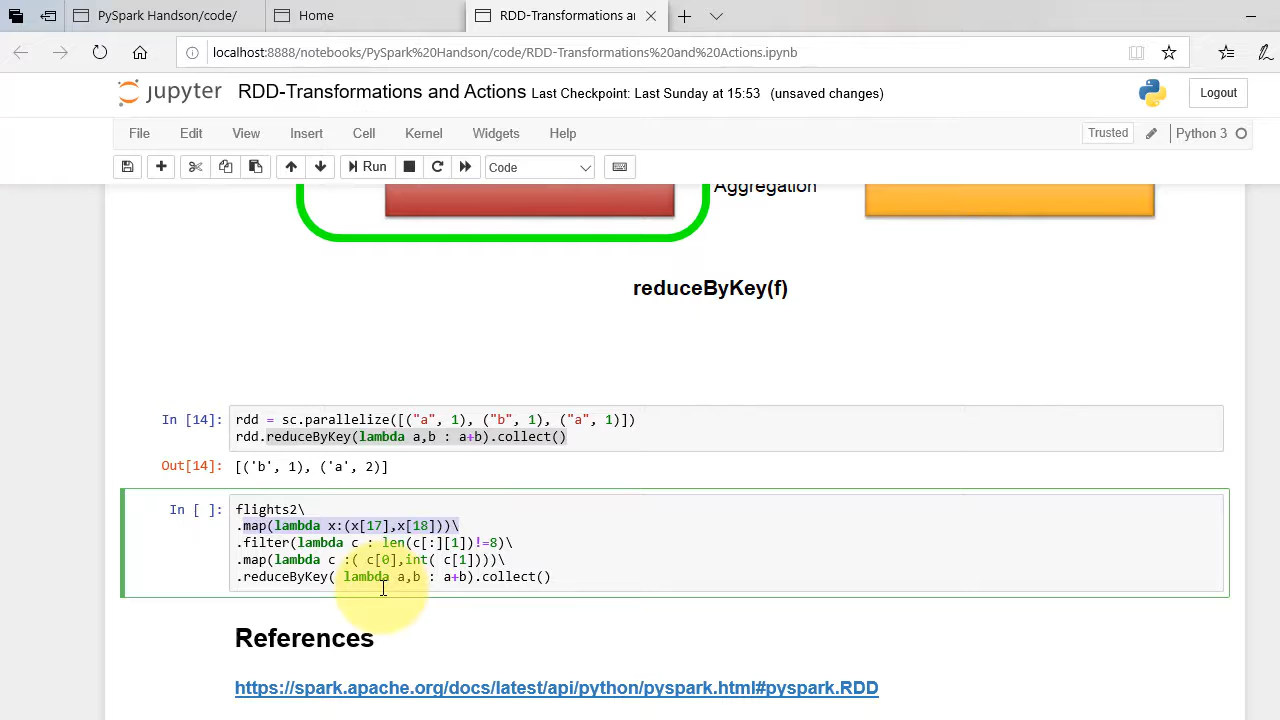 PySpark Handson/code/
Home
RDD-Transformations a
localhost:8888/notebooks/PySpark%20Handson/code/RDD-Transformations%20and%20Actions.ipynb
jupyter RDD-Transformations and Actions Last Checkpoint: Last Sunday at 15:53 (unsaved changes)
Logout
File Edit View Insert Cell Kernel Widgets Help
Trusted
Python 3
Run
Code
Aggregation
reduceByKey(f)
In [14]: rdd = sc.parallelize([("a", 1), ("b", 1), ("a", 1)])
rdd.reduceByKey(lambda a,b : a+b).collect()
Out[14]: [('b', 1), ('a', 2)]
In [ ]: flights2\
.map(lambda x:(x[17],x[18]))\
.filter(lambda c : len(c[:][1])!=8)\
.map(lambda c :( c[0],int( c[1])))\
.reduceByKey( lambda a,b : a+b).collect()
References
https://spark.apache.org/docs/latest/api/python/pyspark.html#pyspark.RDD